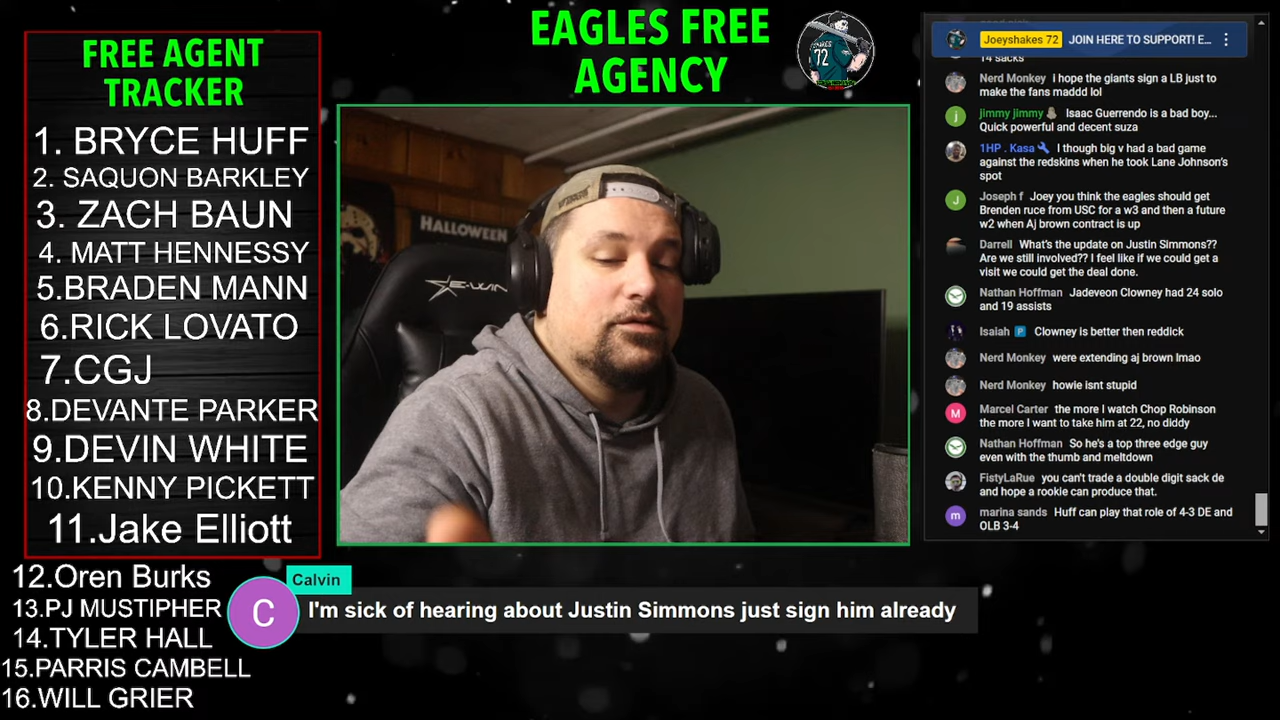 FREE AGENT
TRACKER
1. BRYCE HUFF
2. SAQUON BARKLEY
3. ZACH BAUN
4. MATT HENNESSY
5.BRADEN MANN
6.RICK LOVATO
7.CGJ
8.DEVANTE PARKER
9.DEVIN WHITE
10.KENNY PICKETT
11.Jake Elliott
12.Oren Burks
13.PJ MUSTIPHER
14.TYLER HALL
15.PARRIS CAMBELL
16.WILL GRIER
EAGLES FREE
AGENCY
72
HALLOWEEN
E-WIN
Calvin
C
I'm sick of hearing about Justin Simmons just sign him already
Joeyshakes 72 JOIN HERE TO SUPPORT! E...
14 sacks
Nerd Monkey i hope the giants sign a LB just to
make the fans maddd lol
j
jimmy jimmy Isaac Guerrendo is a bad boy...
Quick powerful and decent suza
1HP . Kasa I though big v had a bad game
against the redskins when he took Lane Johnson's
spot
J
Joseph f Joey you think the eagles should get
Brenden ruce from USC for a w3 and then a future
w2 when Aj brown contract is up
Darrell What's the update on Justin Simmons??
Are we still involved?? I feel like if we could get a
visit we could get the deal done.
Nathan Hoffman Jadeveon Clowney had 24 solo
and 19 assists
Isaiah P Clowney is better then reddick
Nerd Monkey were extending aj brown lmao
Nerd Monkey howie isnt stupid
M
Marcel Carter the more I watch Chop Robinson
the more I want to take him at 22, no diddy
Nathan Hoffman So he's a top three edge guy
even with the thumb and meltdown
FistyLaRue you can't trade a double digit sack de
and hope a rookie can produce that.
m
marina sands Huff can play that role of 4-3 DE and
OLB 3-4